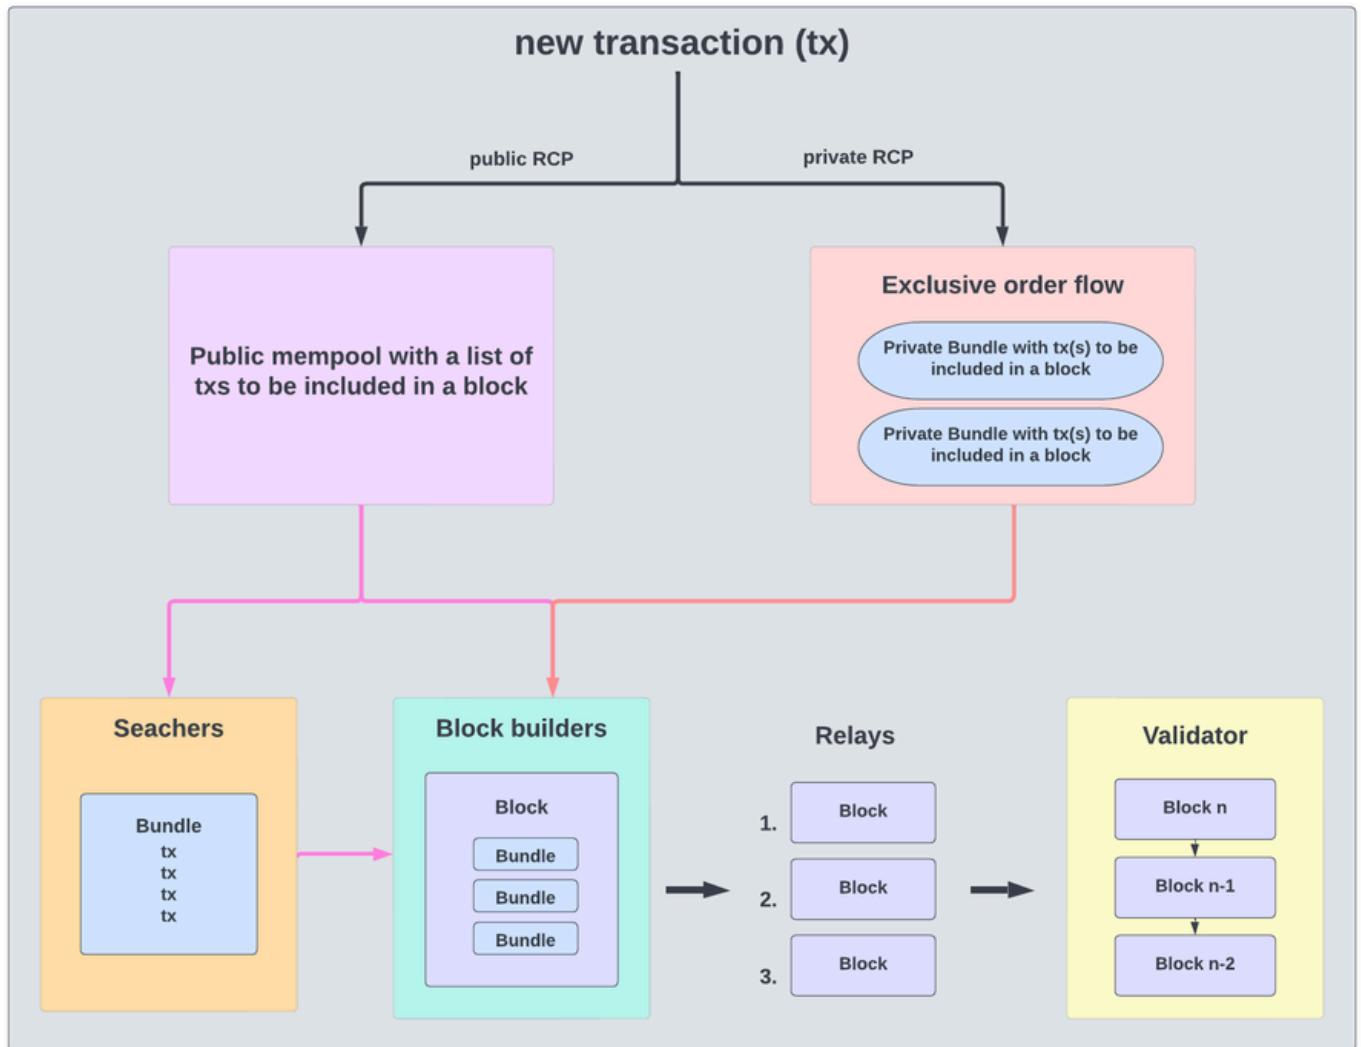 new transaction (tx)
public RCP
private RCP
Public mempool with a list of
txs to be included in a block
Exclusive order flow
Private Bundle with tx(s) to be
included in a block
Private Bundle with tx(s) to be
included in a block
Seachers
Bundle
tx
tx
tx
tx
Block builders
Block
Bundle
Bundle
Bundle
Relays
1.
Block
2.
Block
3.
Block
Validator
Block n
Block n-1
Block n-2